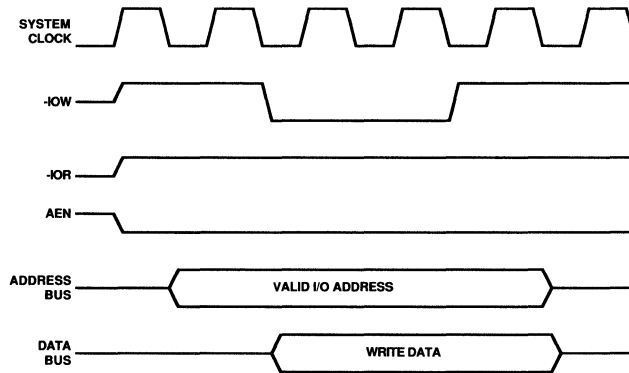 SYSTEM
CLOCK
-IOW
-IOR
AEN
ADDRESS
BUS
VALID I/O ADDRESS
DATA
BUS
WRITE DATA